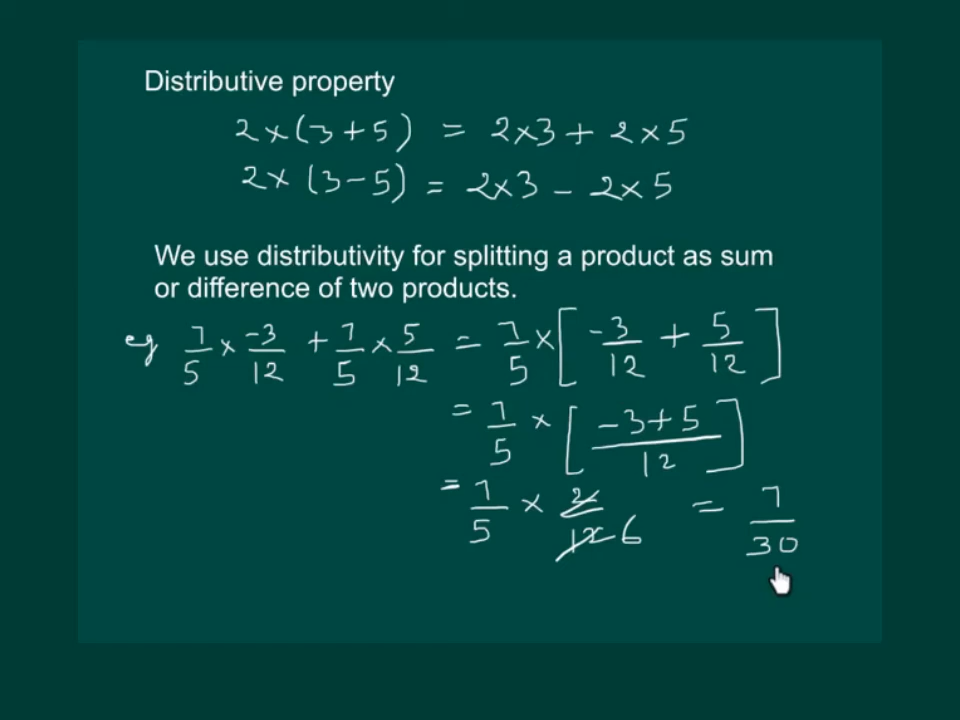 Distributive property
2×(3+5) = 2×3 + 2×5
2×(3−5) = 2×3 − 2×5
We use distributivity for splitting a product as sum
or difference of two products.
eg 7/5 × -3/12 + 7/5 × 5/12 = 7/5 × [-3/12 + 5/12]
= 7/5 × [-3+5/12]
= 7/5 × 2/12 6 = 7/30